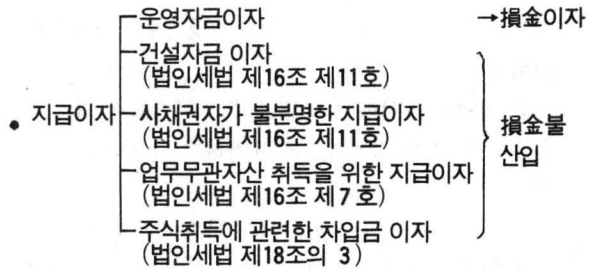 운영자금이자 →損金이자
건설자금 이자
(법인세법 제16조 제11호)
• 지급이자 사채권자가 불분명한 지급이자
(법인세법 제16조 제11호)
損金불
산입
업무무관자산 취득을 위한 지급이자
(법인세법 제16조 제7호)
주식취득에 관련한 차입금 이자
(법인세법 제18조의 3)